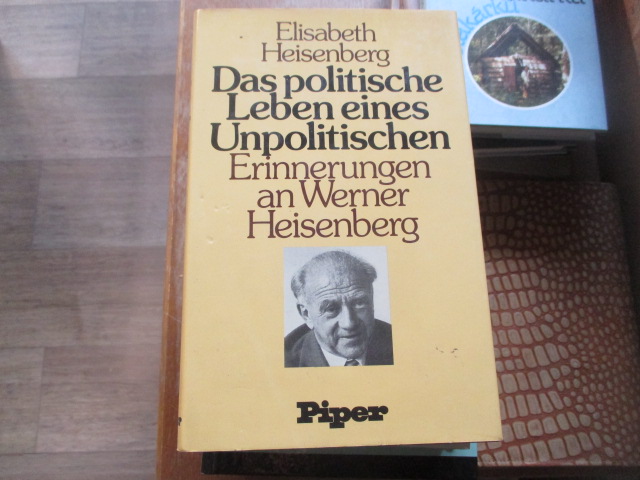 Elisabeth
Heisenberg
Das politische
Leben eines
Unpolitischen
Erinnerungen
an Werner
Heisenberg
Piper